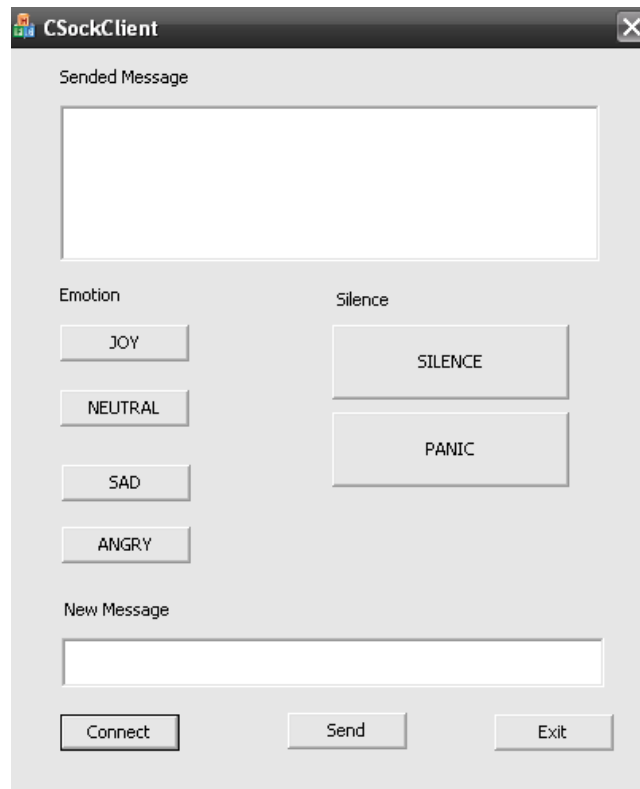 CSockClient
Sended Message
Emotion
Silence
JOY
SILENCE
NEUTRAL
PANIC
SAD
ANGRY
New Message
Connect
Send
Exit